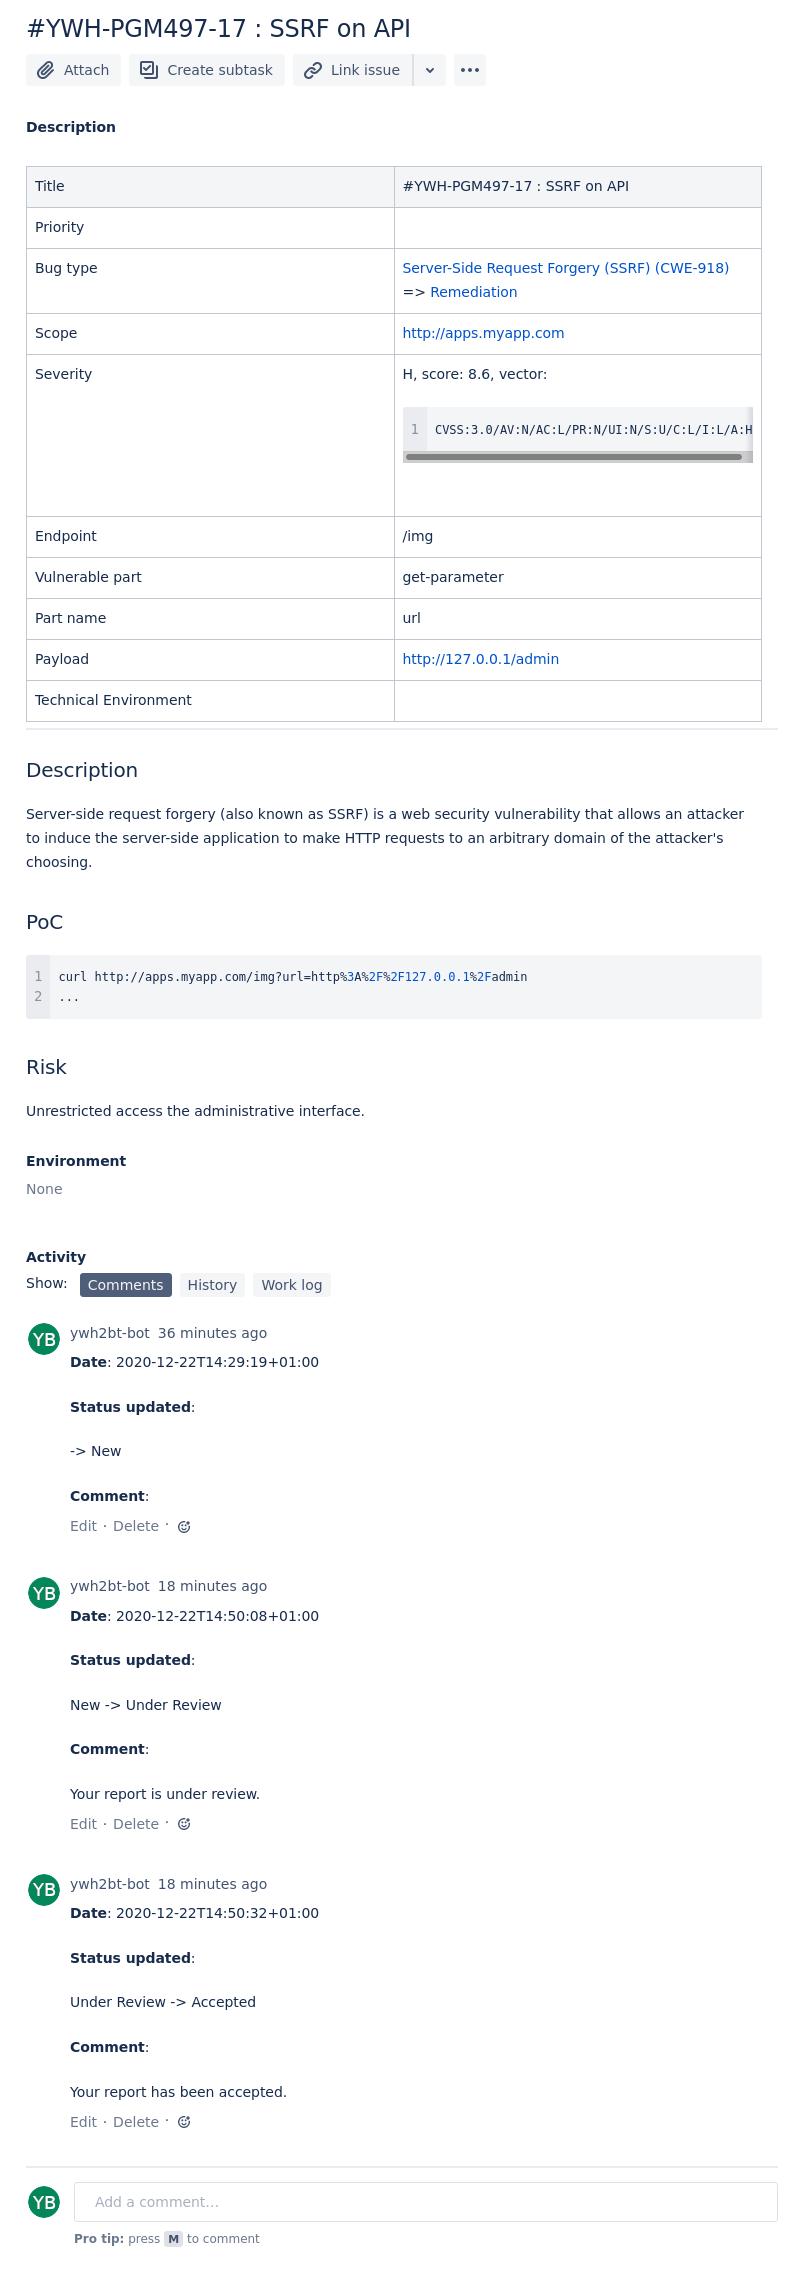 #YWH-PGM497-17 : SSRF on API
Attach
Create subtask
Link issue
Description
Title
#YWH-PGM497-17 : SSRF on API
Priority
Bug type
Server-Side Request Forgery (SSRF) (CWE-918)
=> Remediation
Scope
http://apps.myapp.com
Severity
H, score: 8.6, vector:
1 CVSS:3.0/AV:N/AC:L/PR:N/UI:N/S:U/C:L/I:L/A:H
Endpoint
/img
Vulnerable part
get-parameter
Part name
url
Payload
http://127.0.0.1/admin
Technical Environment
Description
Server-side request forgery (also known as SSRF) is a web security vulnerability that allows an attacker
to induce the server-side application to make HTTP requests to an arbitrary domain of the attacker's
choosing.
PoC
1 curl http://apps.myapp.com/img?url=http%3A%2F%2F127.0.0.1%2Fadmin
2 ...
Risk
Unrestricted access the administrative interface.
Environment
None
Activity
Show: Comments History Work log
YB ywh2bt-bot 36 minutes ago
Date: 2020-12-22T14:29:19+01:00
Status updated:
-> New
Comment:
Edit · Delete ·
YB ywh2bt-bot 18 minutes ago
Date: 2020-12-22T14:50:08+01:00
Status updated:
New -> Under Review
Comment:
Your report is under review.
Edit · Delete ·
YB ywh2bt-bot 18 minutes ago
Date: 2020-12-22T14:50:32+01:00
Status updated:
Under Review -> Accepted
Comment:
Your report has been accepted.
Edit · Delete ·
YB Add a comment...
Pro tip: press M to comment